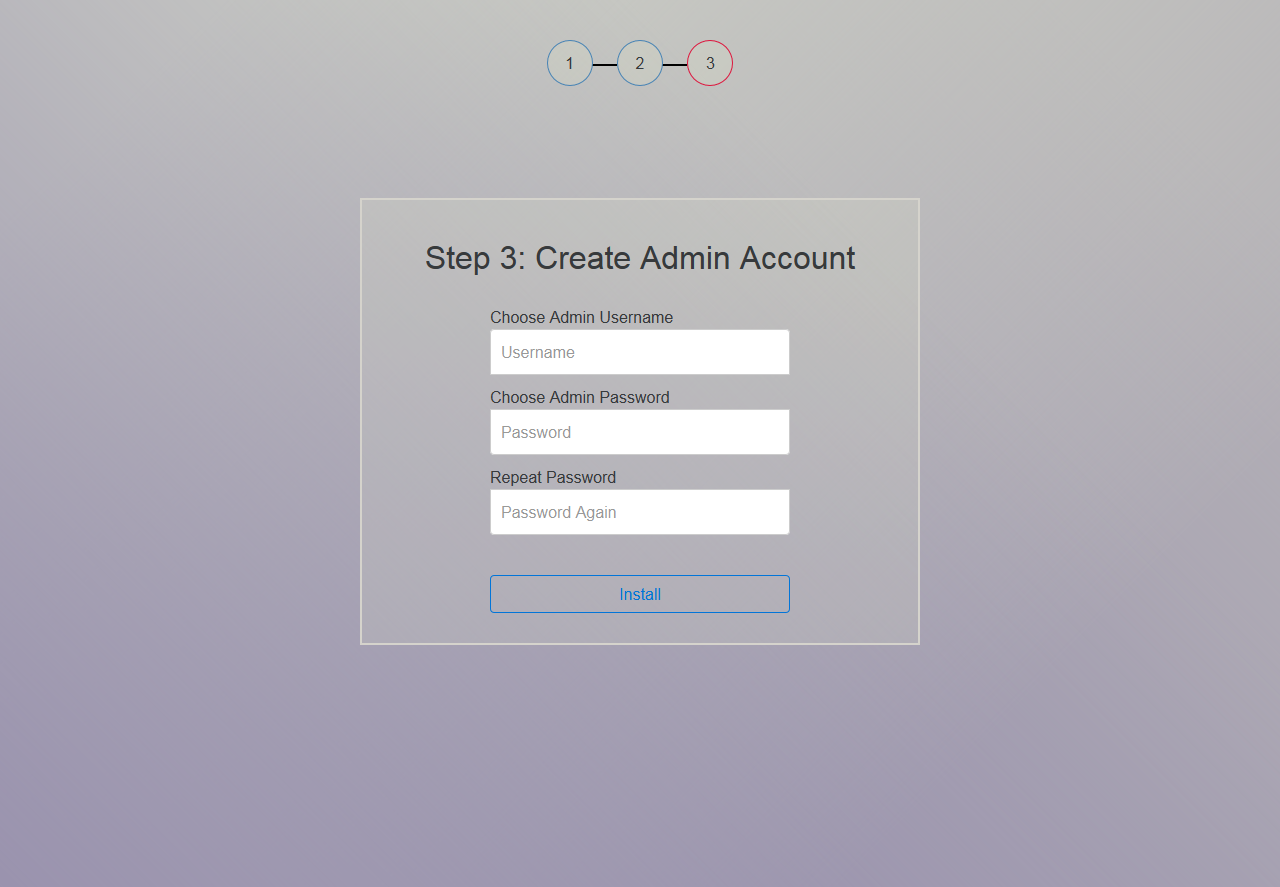 1 2 3
Step 3: Create Admin Account
Choose Admin Username
Username
Choose Admin Password
Password
Repeat Password
Password Again
Install